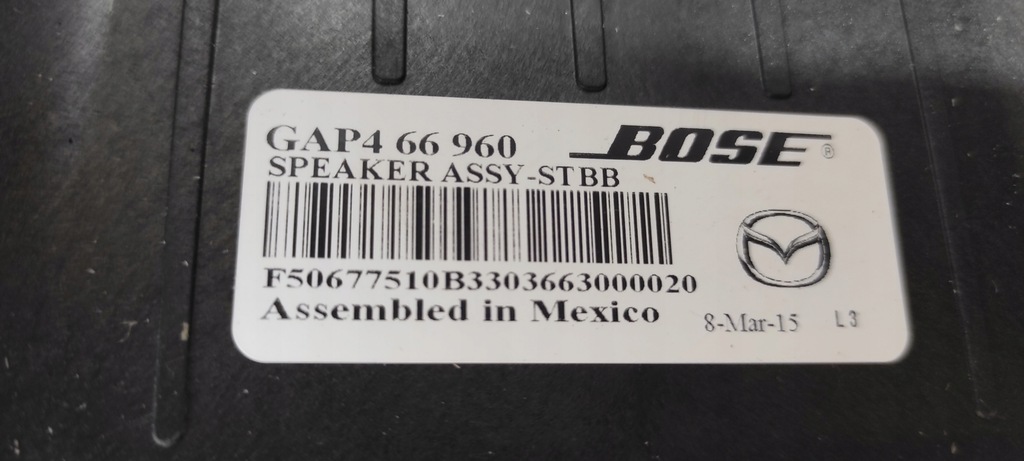 GAP4 66 960
BOSE®
SPEAKER ASSY-STBB
F50677510B3303663000020
Assembled in Mexico
8-Mar-15 L3